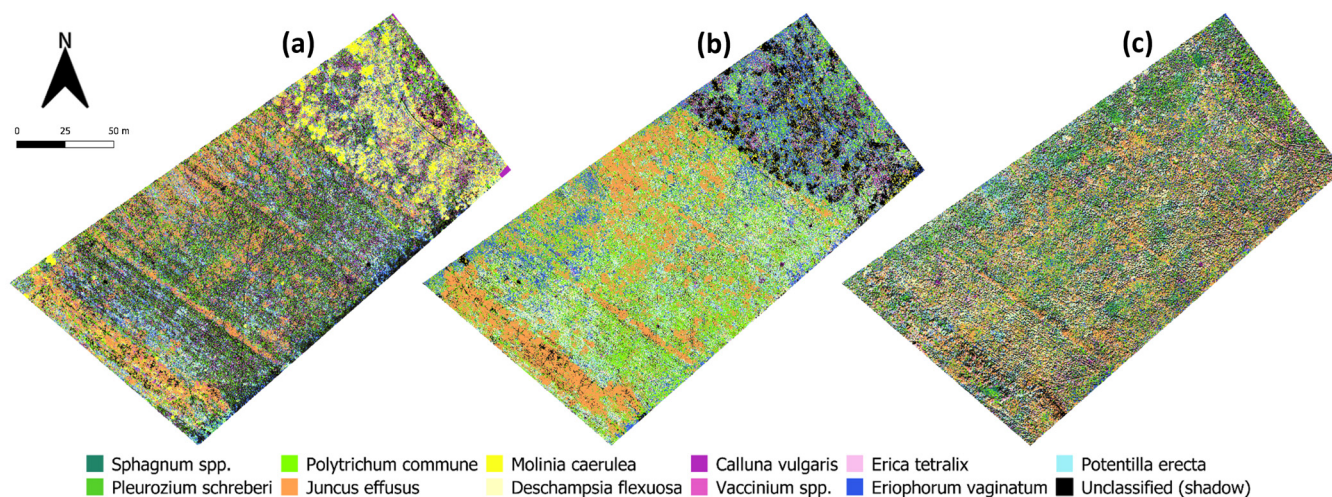 N
(a)
(b)
(c)
0 25 50 m
Sphagnum spp. Polytrichum commune Molinia caerulea Calluna vulgaris Erica tetralix Potentilla erecta
Pleurozium schreberi Juncus effusus Deschampsia flexuosa Vaccinium spp. Eriophorum vaginatum Unclassified (shadow)